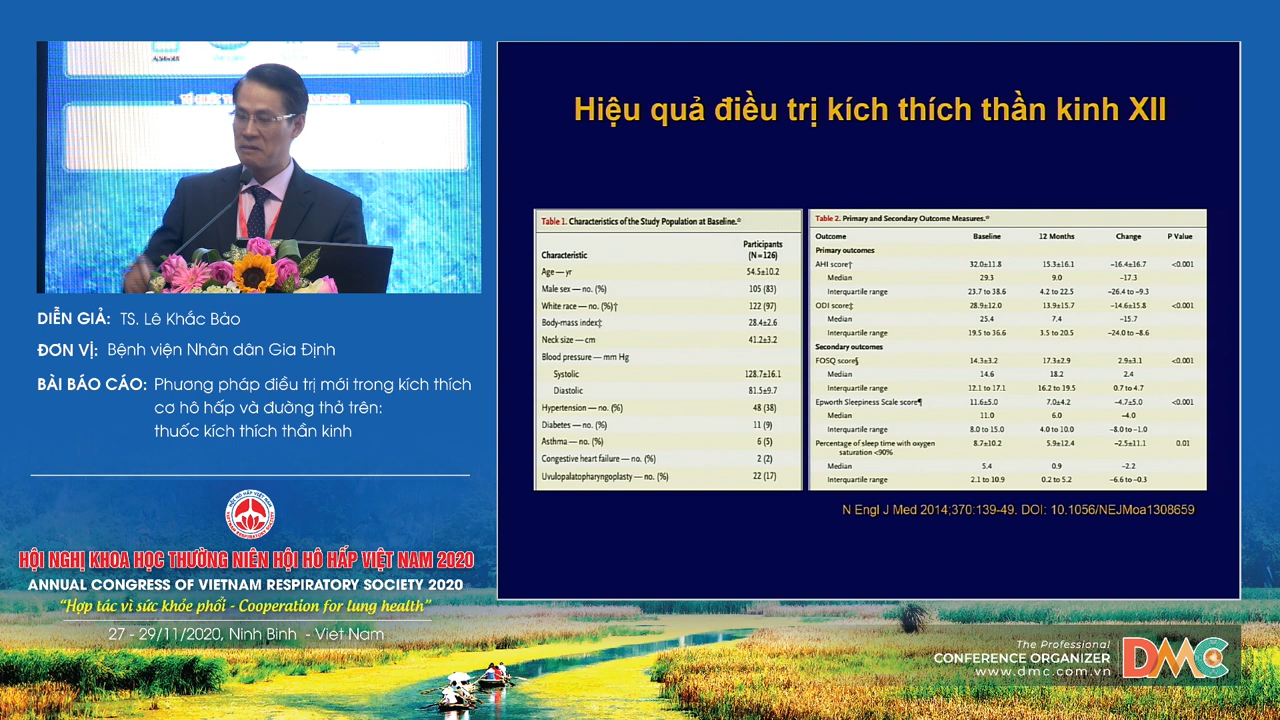 DIỄN GIẢ: TS. Lê Khắc Bảo
ĐƠN VỊ: Bệnh viện Nhân dân Gia Định
BÀI BÁO CÁO: Phương pháp điều trị mới trong kích thích
cơ hô hấp và đường thở trên:
thuốc kích thích thần kinh
HỘI HÔ HẤP VIỆT NAM
VIETNAM RESPIRATORY SOCIETY
HỘI NGHỊ KHOA HỌC THƯỜNG NIÊN HỘI HÔ HẤP VIỆT NAM 2020
ANNUAL CONGRESS OF VIETNAM RESPIRATORY SOCIETY 2020
“Hợp tác vì sức khỏe phổi - Cooperation for lung health”
27 - 29/11/2020, Ninh Bình - Việt Nam
Hiệu quả điều trị kích thích thần kinh XII
Table 1. Characteristics of the Study Population at Baseline.*
Characteristic Participants (N=126)
Age — yr 54.5±10.2
Male sex — no. (%) 105 (83)
White race — no. (%)† 122 (97)
Body-mass index‡ 28.4±2.6
Neck size — cm 41.2±3.2
Blood pressure — mm Hg
Systolic 128.7±16.1
Diastolic 81.5±9.7
Hypertension — no. (%) 48 (38)
Diabetes — no. (%) 11 (9)
Asthma — no. (%) 6 (5)
Congestive heart failure — no. (%) 2 (2)
Uvulopalatopharyngoplasty — no. (%) 22 (17)
Table 2. Primary and Secondary Outcome Measures.*
Outcome Baseline 12 Months Change P Value
Primary outcomes
AHI score† 32.0±11.8 15.3±16.1 −16.4±16.7 <0.001
Median 29.3 9.0 −17.3
Interquartile range 23.7 to 38.6 4.2 to 22.5 −26.4 to −9.3
ODI score‡ 28.9±12.0 13.9±15.7 −14.6±15.8 <0.001
Median 25.4 7.4 −15.7
Interquartile range 19.5 to 36.6 3.5 to 20.5 −24.0 to −8.6
Secondary outcomes
FOSQ score§ 14.3±3.2 17.3±2.9 2.9±3.1 <0.001
Median 14.6 18.2 2.4
Interquartile range 12.1 to 17.1 16.2 to 19.5 0.7 to 4.7
Epworth Sleepiness Scale score¶ 11.6±5.0 7.0±4.2 −4.7±5.0 <0.001
Median 11.0 6.0 −4.0
Interquartile range 8.0 to 15.0 4.0 to 10.0 −8.0 to −1.0
Percentage of sleep time with oxygen 8.7±10.2 5.9±12.4 −2.5±11.1 0.01
saturation <90%
Median 5.4 0.9 −2.2
Interquartile range 2.1 to 10.9 0.2 to 5.2 −6.6 to −0.3
N Engl J Med 2014;370:139-49. DOI: 10.1056/NEJMoa1308659
The Professional
CONFERENCE ORGANIZER
www.dmc.com.vn
DMC